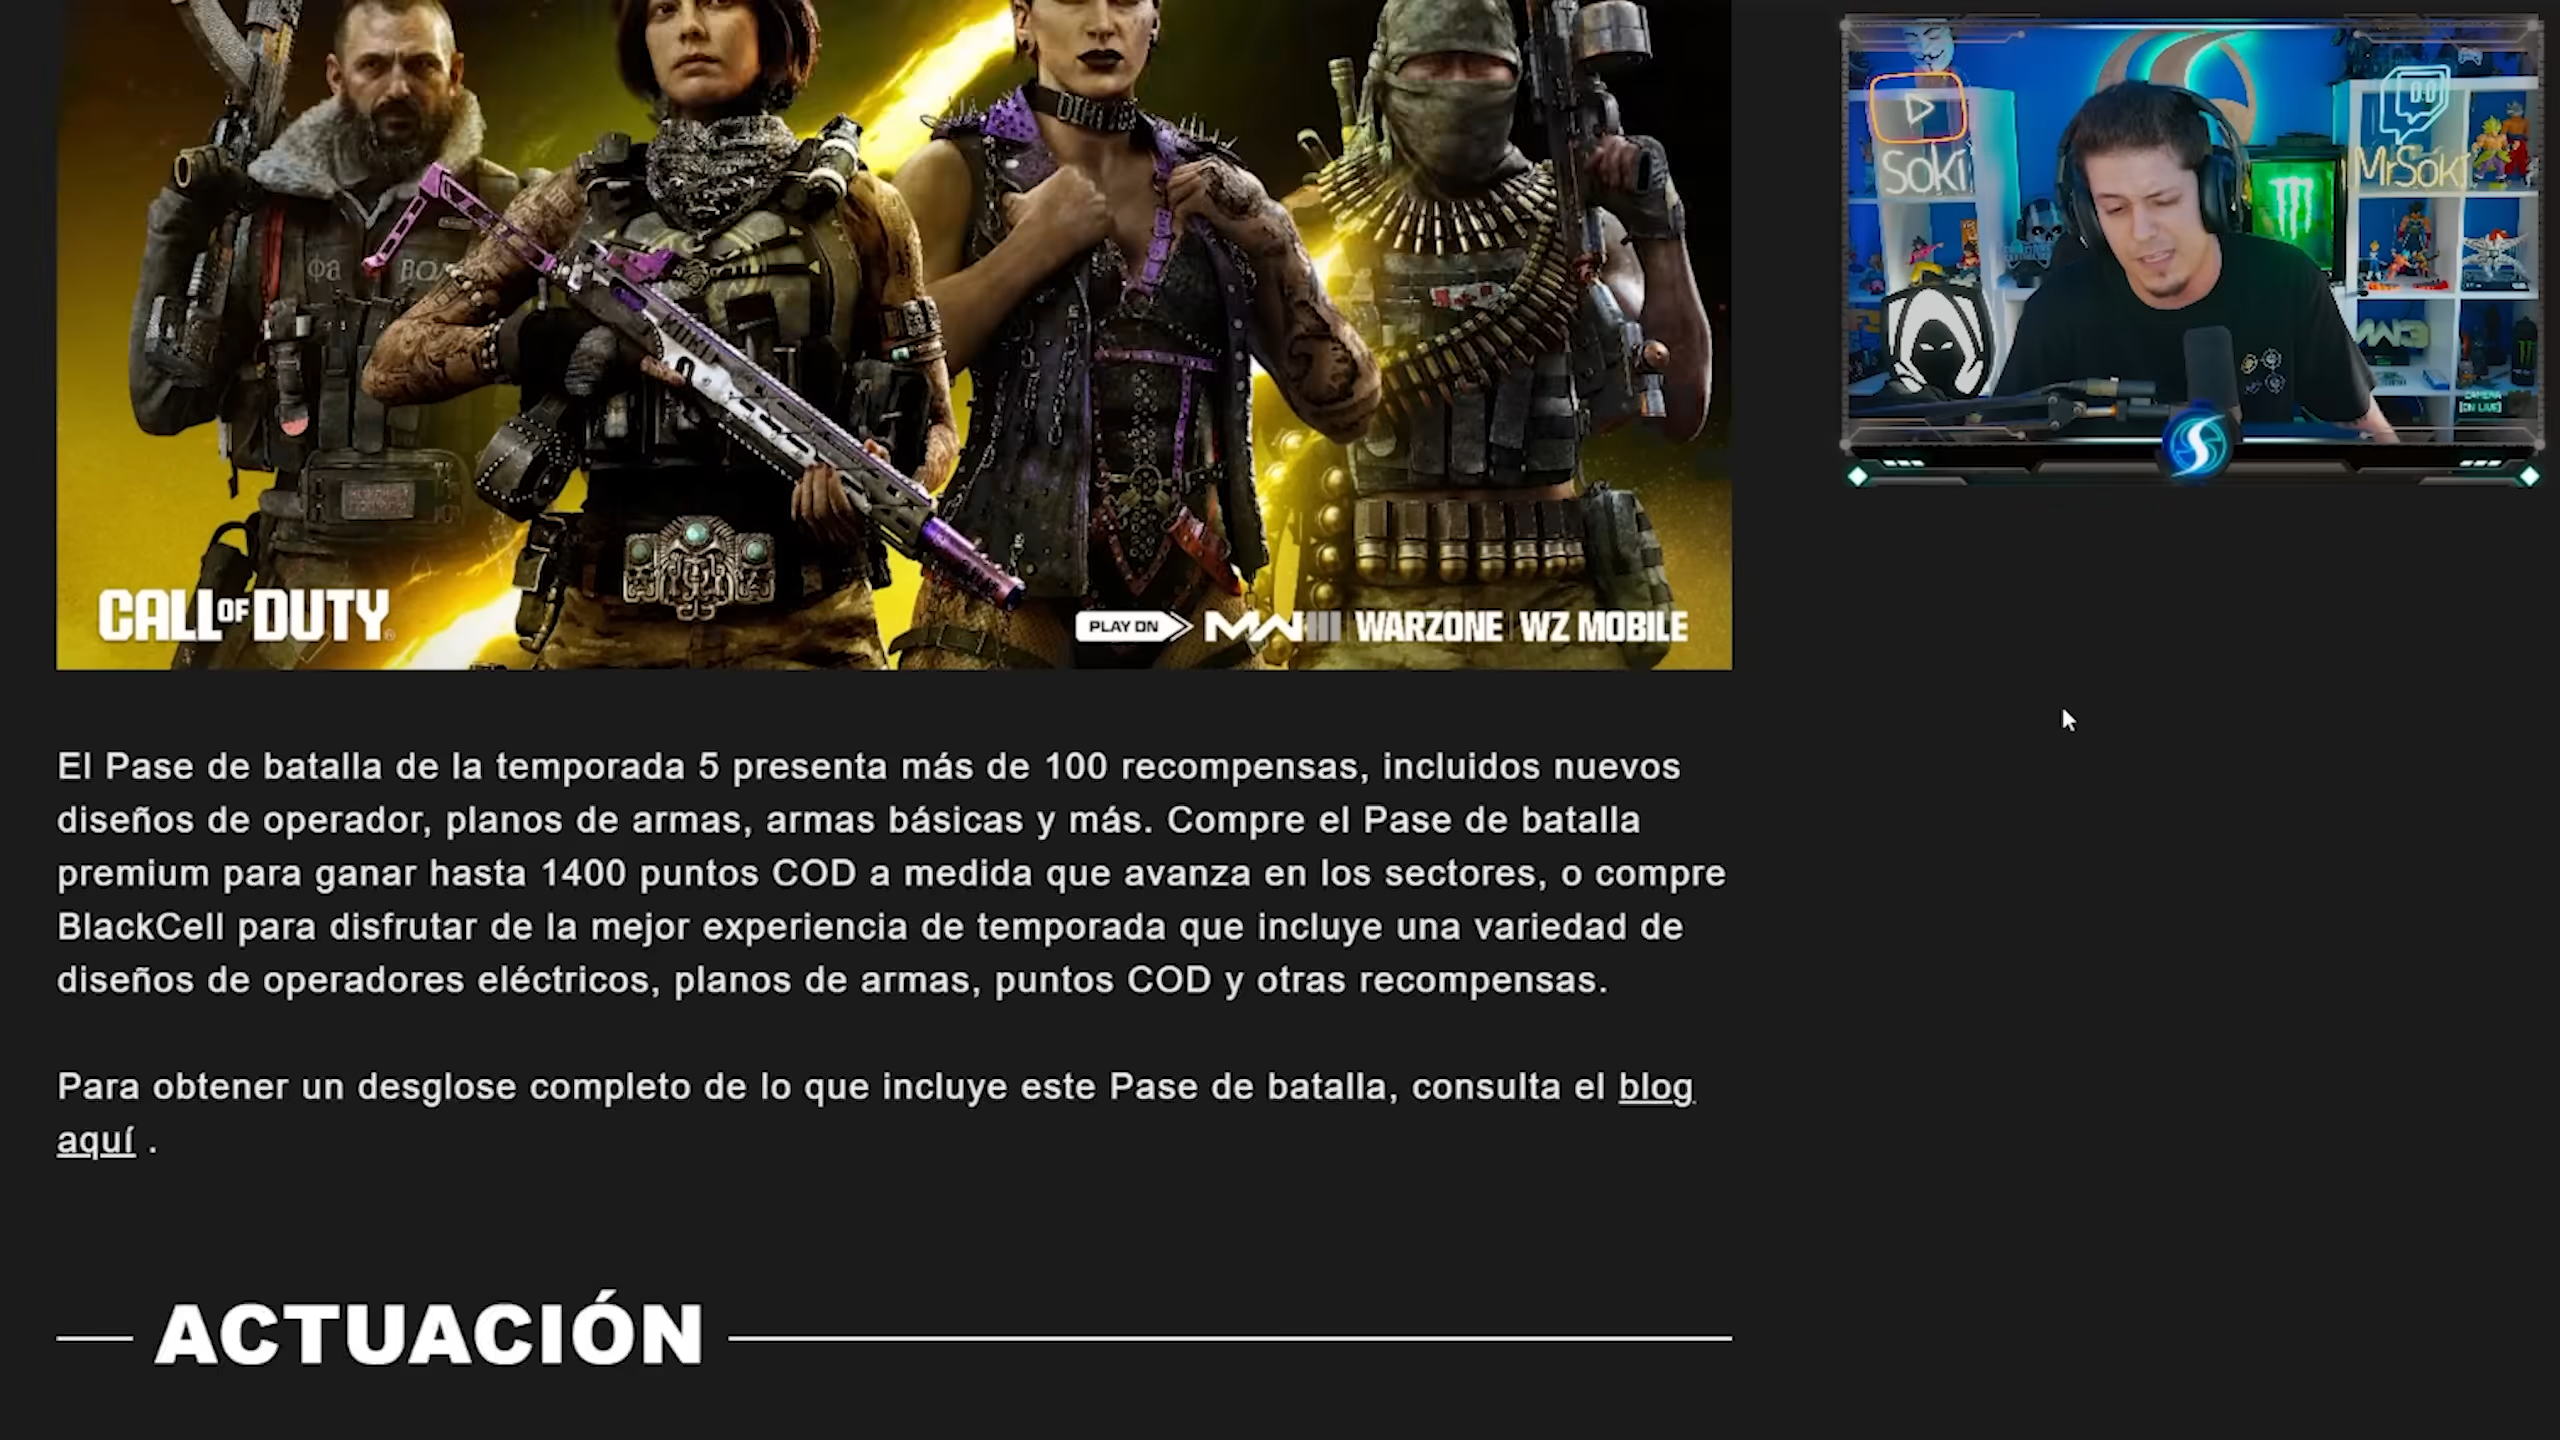 Soki
MrSoki
CAMERA
[ON LIVE]
CALL OF DUTY
PLAY ON MWIII WARZONE WZ MOBILE
El Pase de batalla de la temporada 5 presenta más de 100 recompensas, incluidos nuevos
diseños de operador, planos de armas, armas básicas y más. Compre el Pase de batalla
premium para ganar hasta 1400 puntos COD a medida que avanza en los sectores, o compre
BlackCell para disfrutar de la mejor experiencia de temporada que incluye una variedad de
diseños de operadores eléctricos, planos de armas, puntos COD y otras recompensas.
Para obtener un desglose completo de lo que incluye este Pase de batalla, consulta el blog
aquí .
ACTUACIÓN